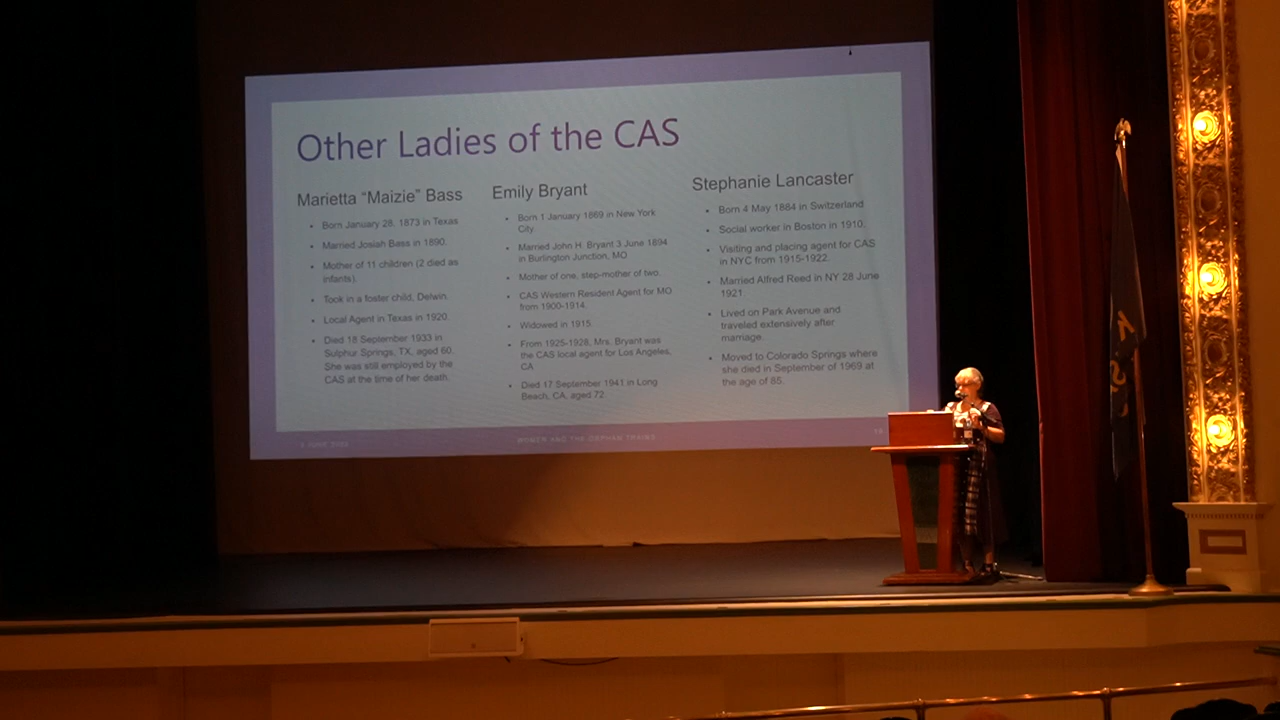 Other Ladies of the CAS
Marietta “Maizie” Bass
• Born January 28, 1873 in Texas
• Married Josiah Bass in 1890.
• Mother of 11 children (2 died as
infants).
• Took in a foster child, Delwin.
• Local Agent in Texas in 1920.
• Died 18 September 1933 in
Sulphur Springs, TX, aged 60.
She was still employed by the
CAS at the time of her death.
Emily Bryant
• Born 1 January 1869 in New York
City.
• Married John H. Bryant 3 June 1894
in Burlington Junction, MO
• Mother of one, step-mother of two.
• CAS Western Resident Agent for MO
from 1900-1914.
• Widowed in 1915.
• From 1925-1928, Mrs. Bryant was
the CAS local agent for Los Angeles,
CA
• Died 17 September 1941 in Long
Beach, CA, aged 72
Stephanie Lancaster
• Born 4 May 1884 in Switzerland
• Social worker in Boston in 1910.
• Visiting and placing agent for CAS
in NYC from 1915-1922.
• Married Alfred Reed in NY 28 June
1921.
• Lived on Park Avenue and
traveled extensively after
marriage.
• Moved to Colorado Springs where
she died in September of 1969 at
the age of 85.
JUNE
WOMEN AND THE ORPHAN TRAINS